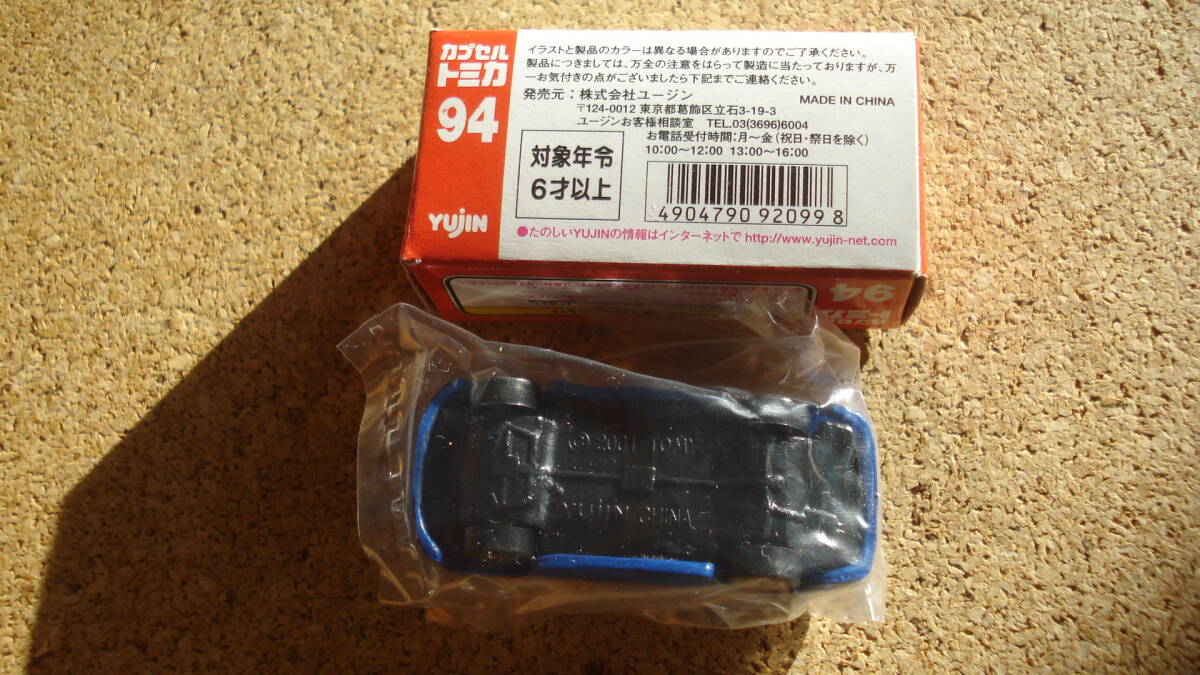 カプセル
トミカ
94
YUJIN
イラストと製品のカラーは異なる場合がありますのでご了承ください。
製品につきましては、万全の注意をはらって製造に当たっておりますが、万
一お気付きの点がございましたら下記までご連絡ください。
発売元：株式会社ユージン MADE IN CHINA
〒124-0012 東京都葛飾区立石3-19-3
ユージンお客様相談室 TEL.03(3696)6004
お電話受付時間：月～金（祝日・祭日を除く）
10:00～12:00 13:00～16:00
対象年令
6才以上
4904790 920998
●たのしいYUJINの情報はインターネットで http://www.yujin-net.com
94
トミカ
© 2001 TOMY
YUJIN CHINA